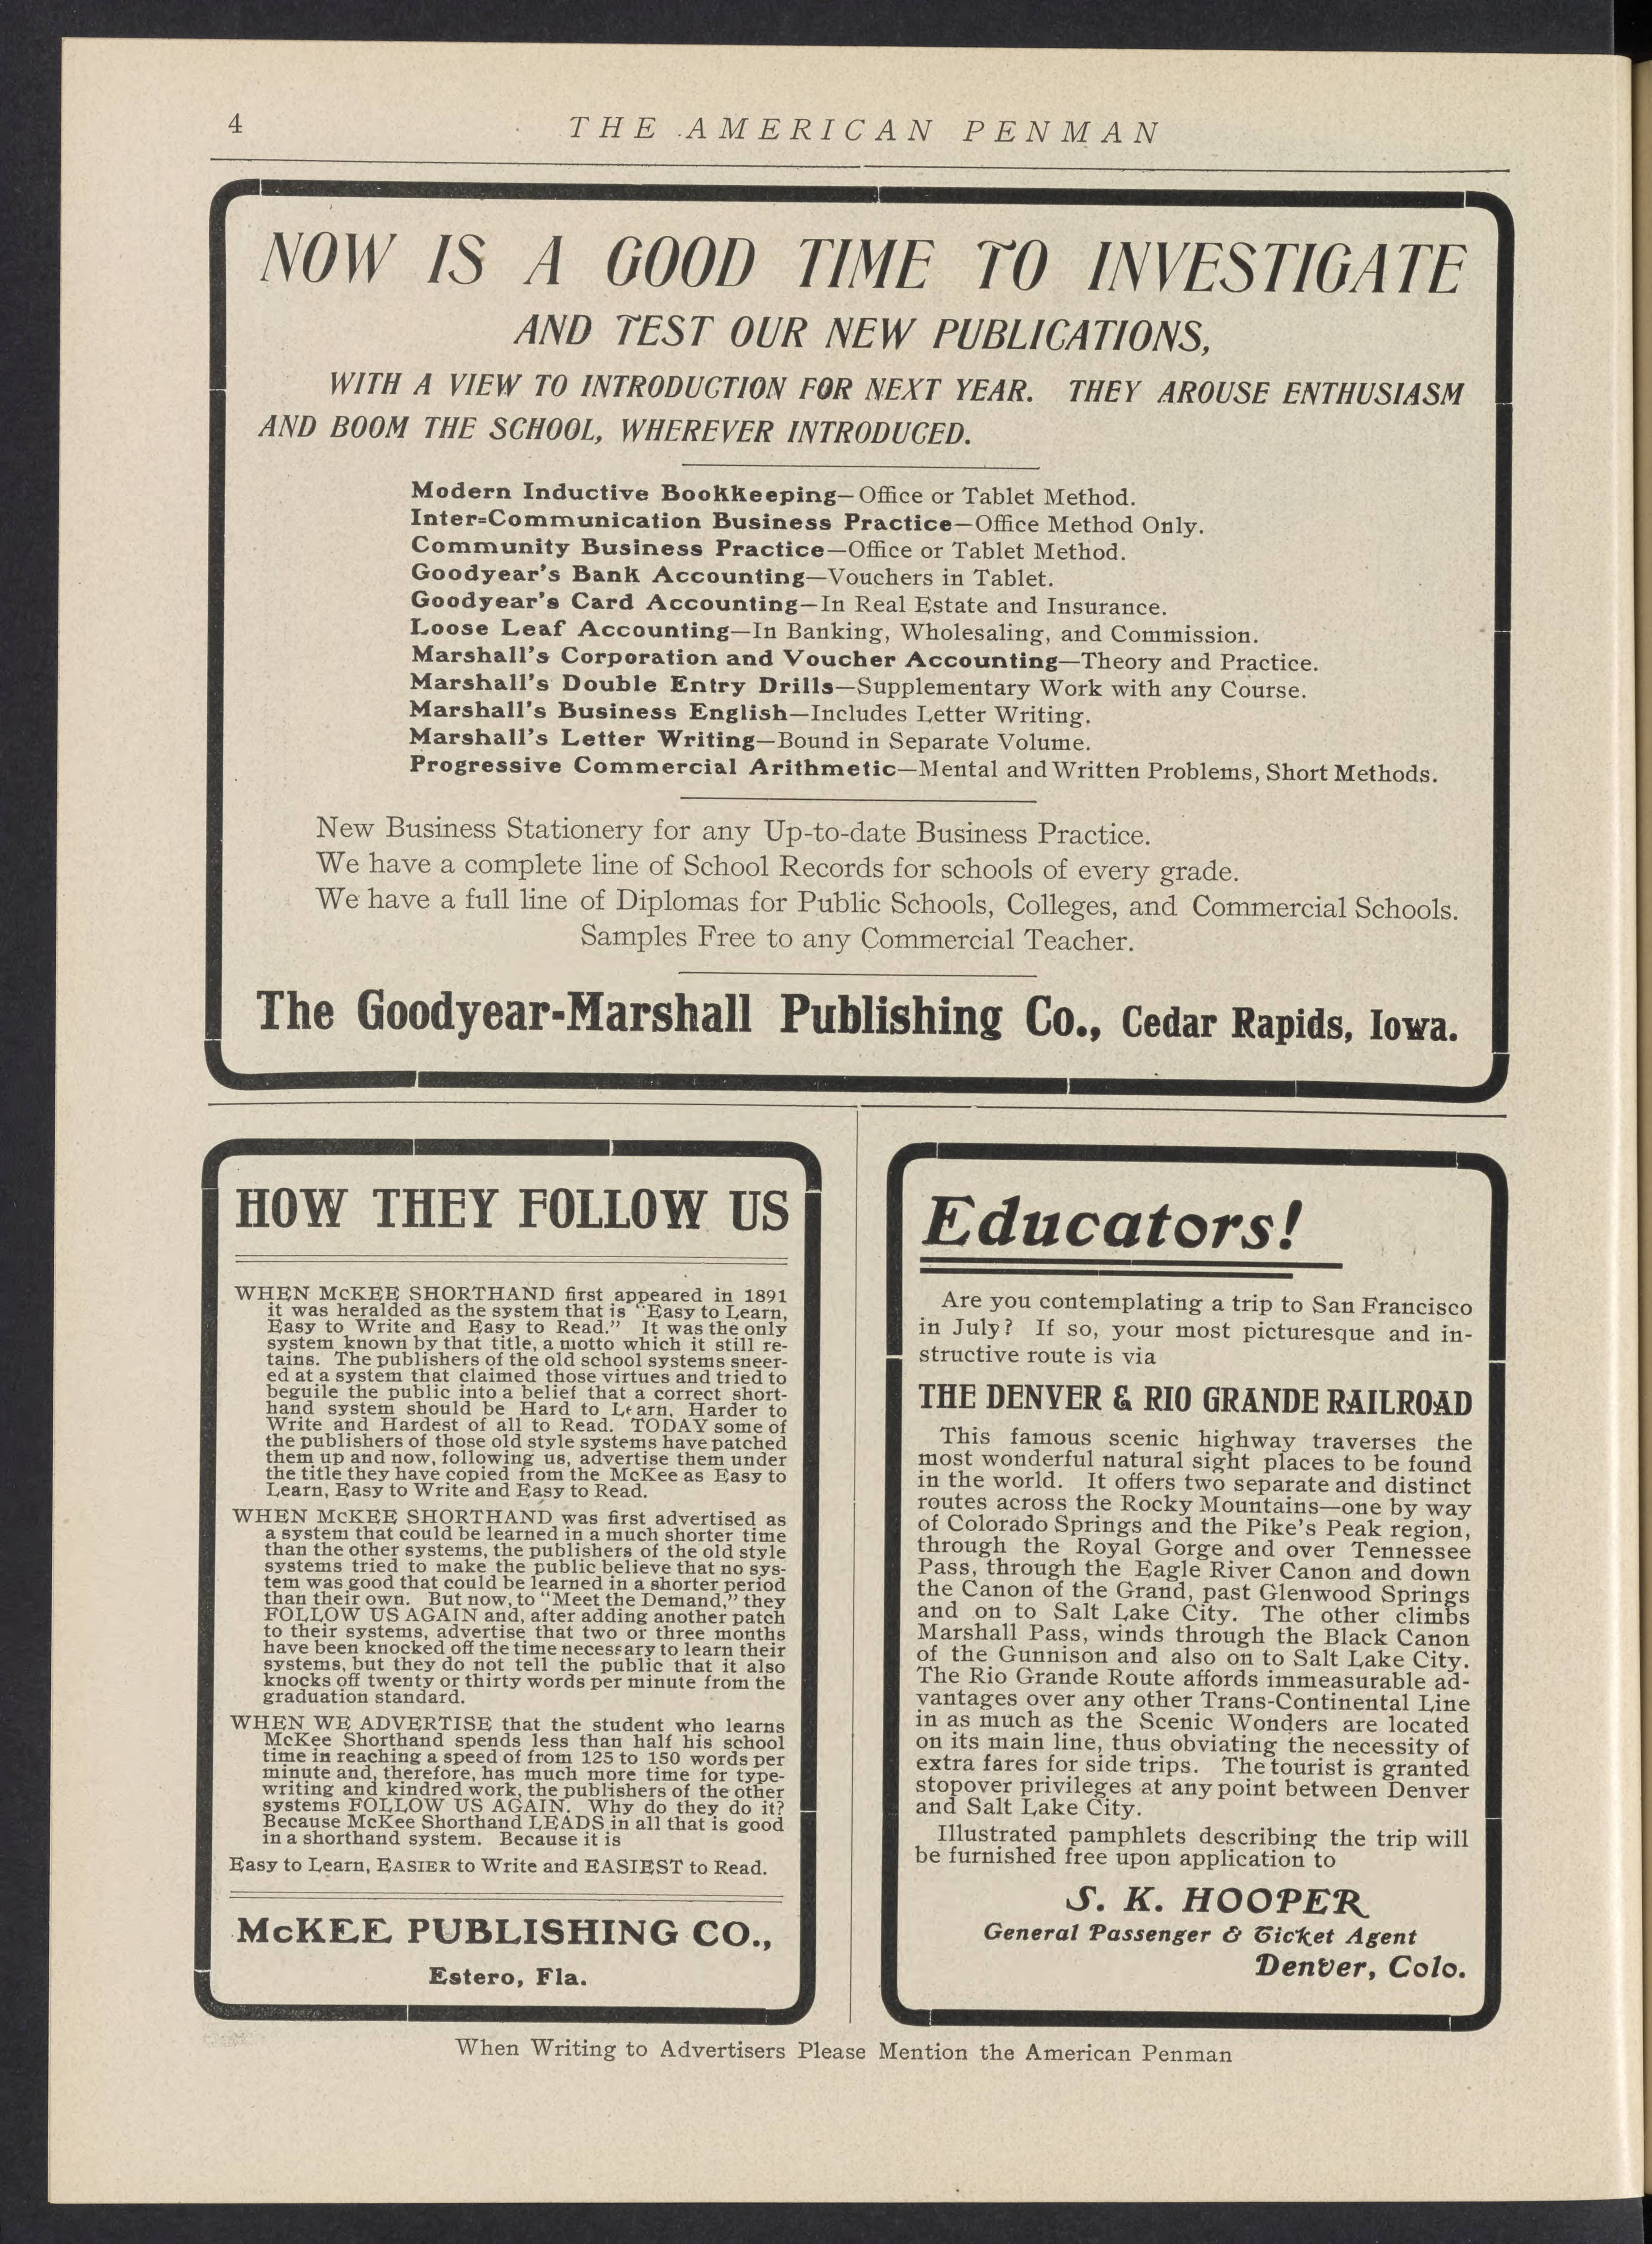 4
THE AMERICAN PENMAN
NOW IS A GOOD TIME TO INVESTIGATE
AND TEST OUR NEW PUBLICATIONS,
WITH A VIEW TO INTRODUCTION FOR NEXT YEAR. THEY AROUSE ENTHUSIASM
AND BOOM THE SCHOOL, WHEREVER INTRODUCED.
Modern Inductive Bookkeeping—Office or Tablet Method.
Inter-Communication Business Practice—Office Method Only.
Community Business Practice—Office or Tablet Method.
Goodyear's Bank Accounting—Vouchers in Tablet.
Goodyear's Card Accounting—In Real Estate and Insurance.
Loose Leaf Accounting—In Banking, Wholesaling, and Commission.
Marshall's Corporation and Voucher Accounting—Theory and Practice.
Marshall's Double Entry Drills—Supplementary Work with any Course.
Marshall's Business English—Includes Letter Writing.
Marshall's Letter Writing—Bound in Separate Volume.
Progressive Commercial Arithmetic—Mental and Written Problems, Short Methods.
New Business Stationery for any Up-to-date Business Practice.
We have a complete line of School Records for schools of every grade.
We have a full line of Diplomas for Public Schools, Colleges, and Commercial Schools.
Samples Free to any Commercial Teacher.
The Goodyear-Marshall Publishing Co., Cedar Rapids, Iowa.
HOW THEY FOLLOW US
WHEN McKEE SHORTHAND first appeared in 1891
it was heralded as the system that is "Easy to Learn,
Easy to Write and Easy to Read." It was the only
system known by that title, a motto which it still re-
tains. The publishers of the old school systems sneer-
ed at a system that claimed those virtues and tried to
beguile the public into a belief that a correct short-
hand system should be Hard to Learn, Harder to
Write and Hardest of all to Read. TODAY some of
the publishers of those old style systems have patched
them up and now, following us, advertise them under
the title they have copied from the McKee as Easy to
Learn, Easy to Write and Easy to Read.
WHEN McKEE SHORTHAND was first advertised as
a system that could be learned in a much shorter time
than the other systems, the publishers of the old style
systems tried to make the public believe that no sys-
tem was good that could be learned in a shorter period
than their own. But now, to "Meet the Demand," they
FOLLOW US AGAIN and, after adding another patch
to their systems, advertise that two or three months
have been knocked off the time necessary to learn their
systems, but they do not tell the public that it also
knocks off twenty or thirty words per minute from the
graduation standard.
WHEN WE ADVERTISE that the student who learns
McKee Shorthand spends less than half his school
time in reaching a speed of from 125 to 150 words per
minute and, therefore, has much more time for type-
writing and kindred work, the publishers of the other
systems FOLLOW US AGAIN. Why do they do it?
Because McKee Shorthand LEADS in all that is good
in a shorthand system. Because it is
Easy to Learn, EASIER to Write and EASIEST to Read.
McKEE PUBLISHING CO.,
Estero, Fla.
Educators!
Are you contemplating a trip to San Francisco
in July? If so, your most picturesque and in-
structive route is via
THE DENVER & RIO GRANDE RAILROAD
This famous scenic highway traverses the
most wonderful natural sight places to be found
in the world. It offers two separate and distinct
routes across the Rocky Mountains—one by way
of Colorado Springs and the Pike's Peak region,
through the Royal Gorge and over Tennessee
Pass, through the Eagle River Canon and down
the Canon of the Grand, past Glenwood Springs
and on to Salt Lake City. The other climbs
Marshall Pass, winds through the Black Canon
of the Gunnison and also on to Salt Lake City.
The Rio Grande Route affords immeasurable ad-
vantages over any other Trans-Continental Line
in as much as the Scenic Wonders are located
on its main line, thus obviating the necessity of
extra fares for side trips. The tourist is granted
stopover privileges at any point between Denver
and Salt Lake City.
Illustrated pamphlets describing the trip will
be furnished free upon application to
S. K. HOOPER
General Passenger & Ticket Agent
Denver, Colo.
When Writing to Advertisers Please Mention the American Penman